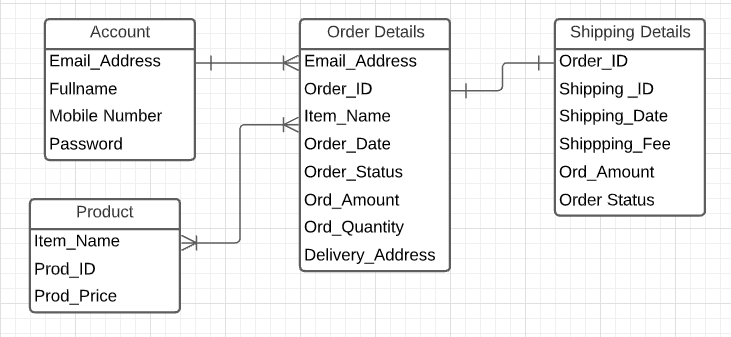 Account
Email_Address
Fullname
Mobile Number
Password
Product
Item_Name
Prod_ID
Prod_Price
Order Details
Email_Address
Order_ID
Item_Name
Order_Date
Order_Status
Ord_Amount
Ord_Quantity
Delivery_Address
Shipping Details
Order_ID
Shipping _ID
Shipping_Date
Shippping_Fee
Ord_Amount
Order Status